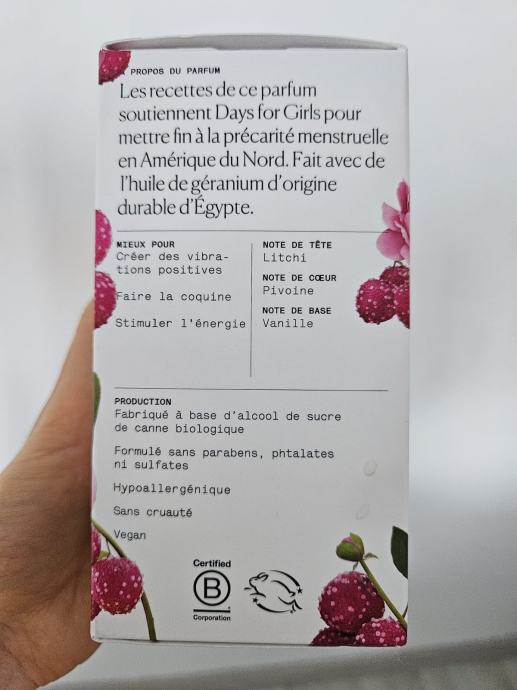 À PROPOS DU PARFUM
Les recettes de ce parfum
soutiennent Days for Girls pour
mettre fin à la précarité menstruelle
en Amérique du Nord. Fait avec de
l'huile de géranium d'origine
durable d'Égypte.
MIEUX POUR
Créer des vibra-
tions positives
Faire la coquine
Stimuler l'énergie
NOTE DE TÊTE
Litchi
NOTE DE CŒUR
Pivoine
NOTE DE BASE
Vanille
PRODUCTION
Fabriqué à base d'alcool de sucre
de canne biologique
Formulé sans parabens, phtalates
ni sulfates
Hypoallergénique
Sans cruauté
Vegan
Certified
B
Corporation